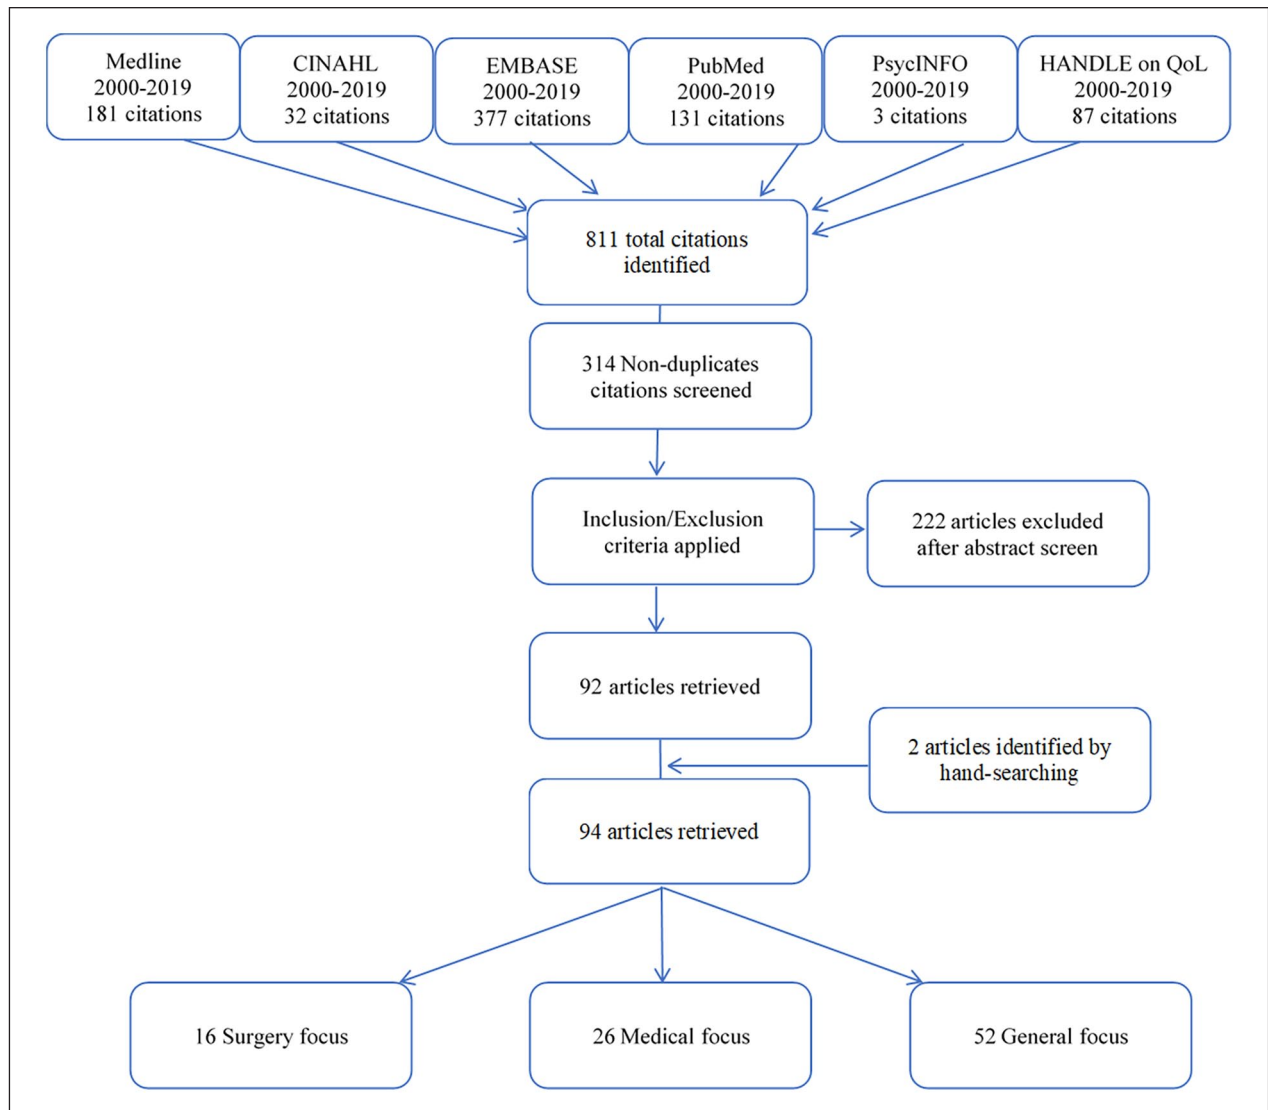 Medline
2000-2019
181 citations
CINAHL
2000-2019
32 citations
EMBASE
2000-2019
377 citations
PubMed
2000-2019
131 citations
PsycINFO
2000-2019
3 citations
HANDLE on QoL
2000-2019
87 citations
811 total citations
identified
314 Non-duplicates
citations screened
Inclusion/Exclusion
criteria applied
222 articles excluded
after abstract screen
92 articles retrieved
2 articles identified by
hand-searching
94 articles retrieved
16 Surgery focus
26 Medical focus
52 General focus